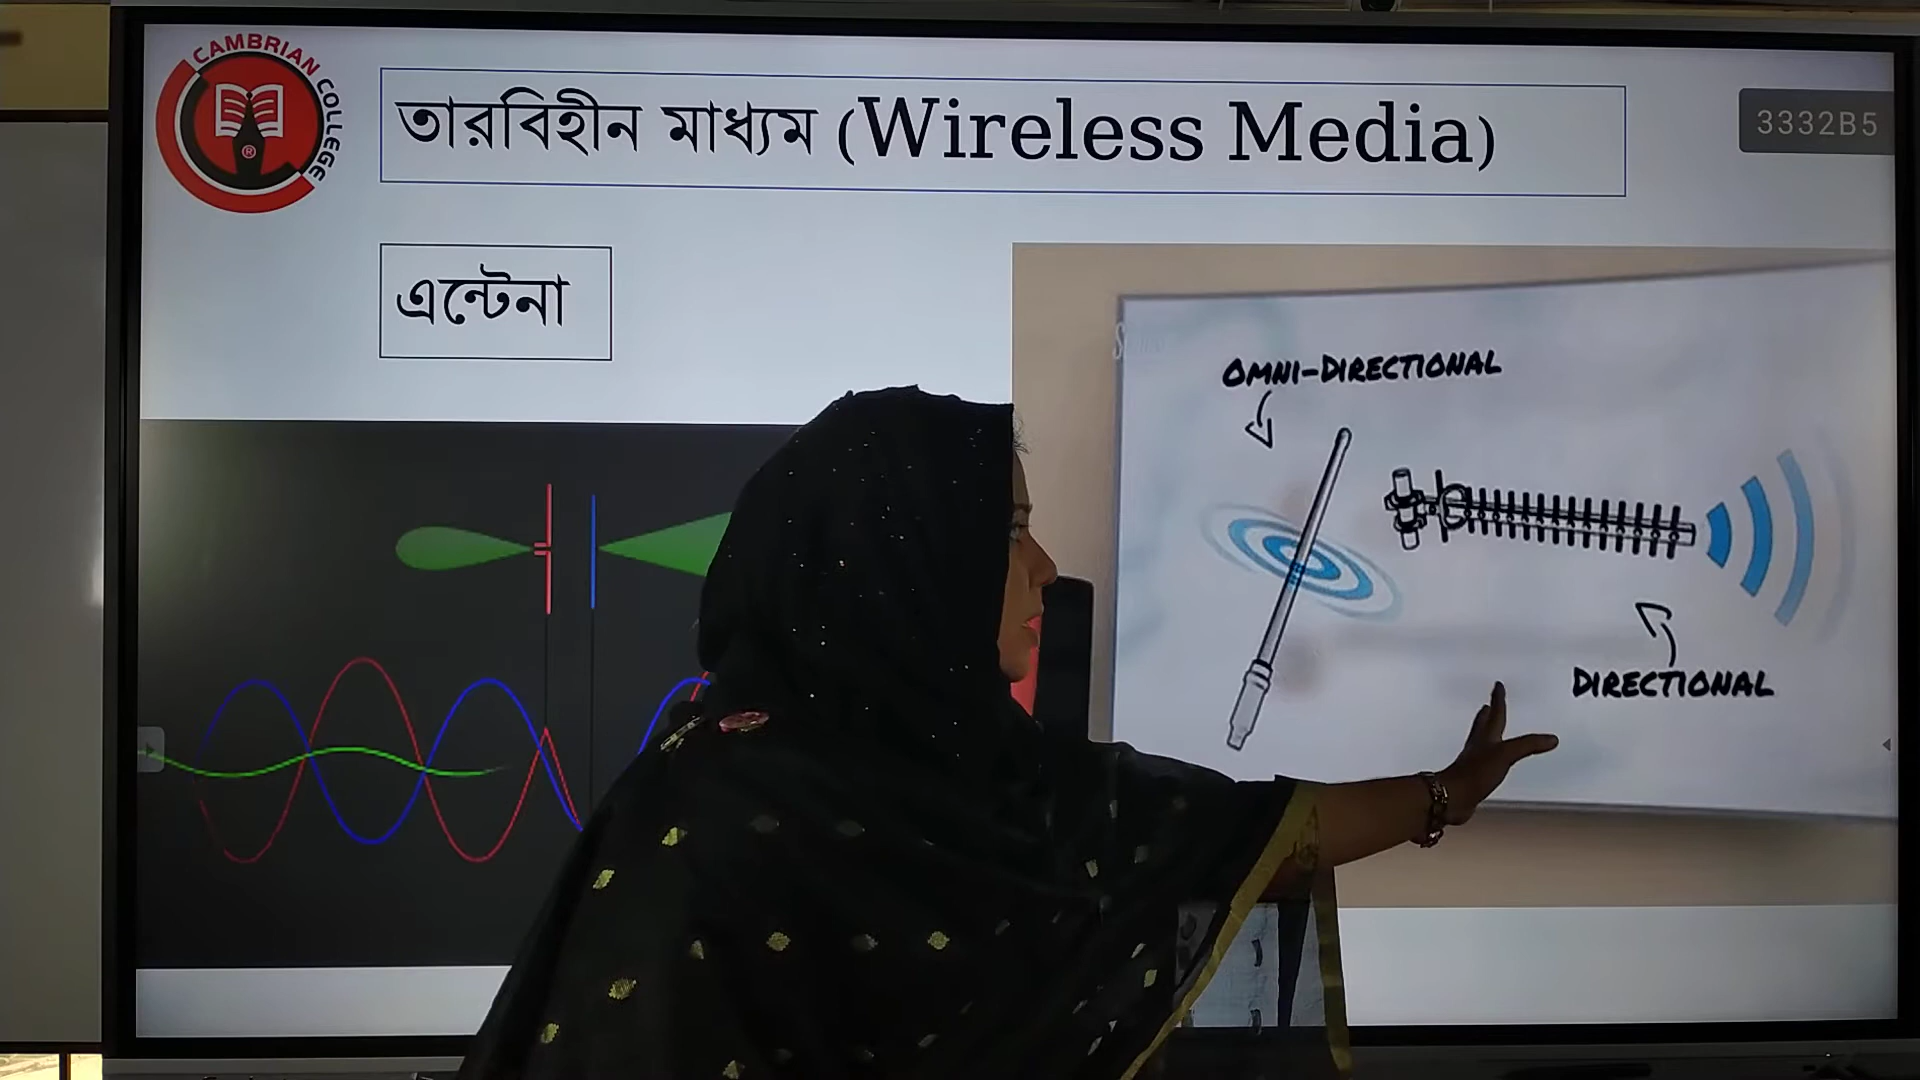 CAMBRIAN COLLEGE
®
তারবিহীন মাধ্যম (Wireless Media)
3332B5
এন্টেনা
OMNI-DIRECTIONAL
DIRECTIONAL